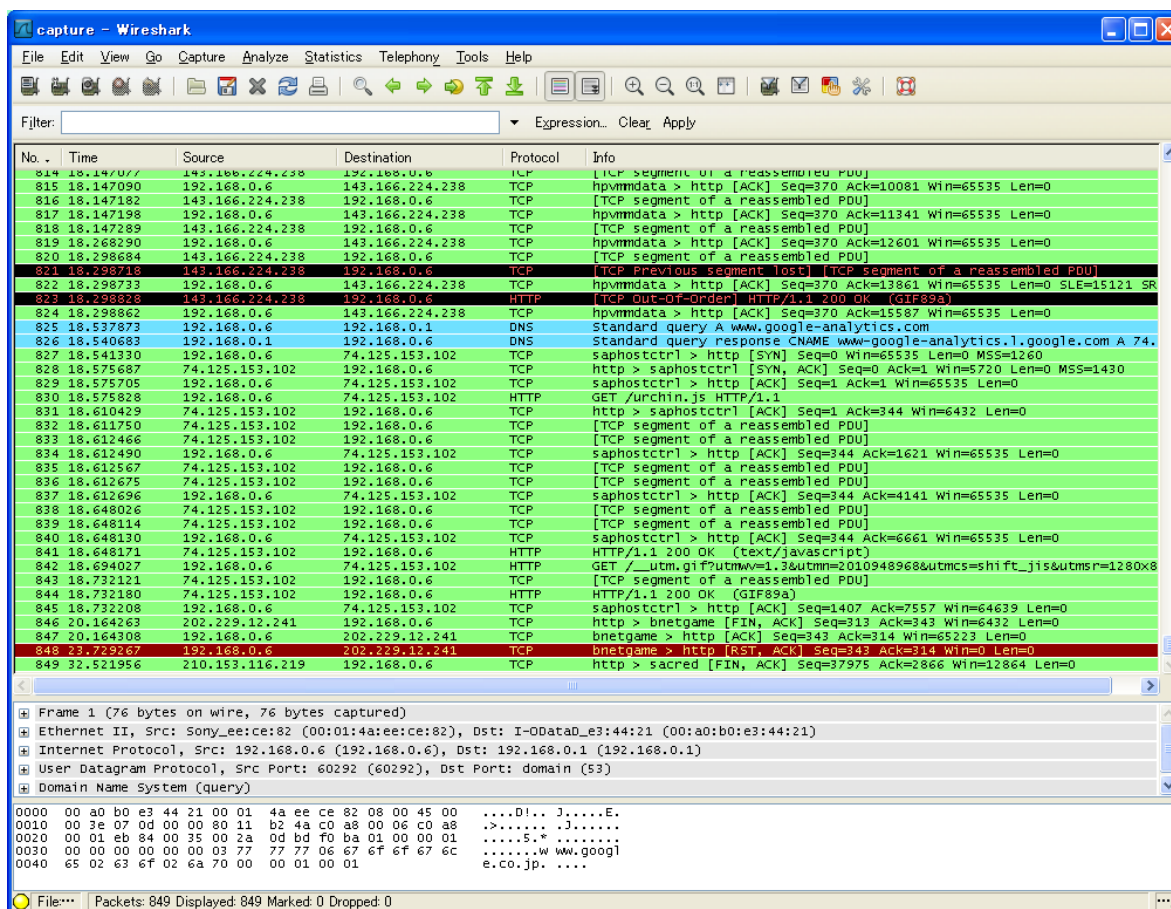 capture - Wireshark
File Edit View Go Capture Analyze Statistics Telephony Tools Help
Filter: Expression... Clear Apply
No. . Time Source Destination Protocol Info
814 18.147077 143.166.224.238 192.168.0.6 TCP [TCP segment of a reassembled PDU]
815 18.147090 192.168.0.6 143.166.224.238 TCP hpvmmdata > http [ACK] Seq=370 Ack=10081 Win=65535 Len=0
816 18.147182 143.166.224.238 192.168.0.6 TCP [TCP segment of a reassembled PDU]
817 18.147198 192.168.0.6 143.166.224.238 TCP hpvmmdata > http [ACK] Seq=370 Ack=11341 Win=65535 Len=0
818 18.147289 143.166.224.238 192.168.0.6 TCP [TCP segment of a reassembled PDU]
819 18.268290 192.168.0.6 143.166.224.238 TCP hpvmmdata > http [ACK] Seq=370 Ack=12601 Win=65535 Len=0
820 18.298684 143.166.224.238 192.168.0.6 TCP [TCP segment of a reassembled PDU]
821 18.298718 143.166.224.238 192.168.0.6 TCP [TCP Previous segment lost] [TCP segment of a reassembled PDU]
822 18.298733 192.168.0.6 143.166.224.238 TCP hpvmmdata > http [ACK] Seq=370 Ack=13861 Win=65535 Len=0 SLE=15121 SR
823 18.298828 143.166.224.238 192.168.0.6 HTTP [TCP Out-Of-Order] HTTP/1.1 200 OK (GIF89a)
824 18.298862 192.168.0.6 143.166.224.238 TCP hpvmmdata > http [ACK] Seq=370 Ack=15587 Win=65535 Len=0
825 18.537873 192.168.0.6 192.168.0.1 DNS Standard query A www.google-analytics.com
826 18.540683 192.168.0.1 192.168.0.6 DNS Standard query response CNAME www-google-analytics.l.google.com A 74.
827 18.541330 192.168.0.6 74.125.153.102 TCP saphostctrl > http [SYN] Seq=0 Win=65535 Len=0 MSS=1260
828 18.575687 74.125.153.102 192.168.0.6 TCP http > saphostctrl [SYN, ACK] Seq=0 Ack=1 Win=5720 Len=0 MSS=1430
829 18.575705 192.168.0.6 74.125.153.102 TCP saphostctrl > http [ACK] Seq=1 Ack=1 Win=65535 Len=0
830 18.575828 192.168.0.6 74.125.153.102 HTTP GET /urchin.js HTTP/1.1
831 18.610429 74.125.153.102 192.168.0.6 TCP http > saphostctrl [ACK] Seq=1 Ack=344 Win=6432 Len=0
832 18.611750 74.125.153.102 192.168.0.6 TCP [TCP segment of a reassembled PDU]
833 18.612466 74.125.153.102 192.168.0.6 TCP [TCP segment of a reassembled PDU]
834 18.612490 192.168.0.6 74.125.153.102 TCP saphostctrl > http [ACK] Seq=344 Ack=1621 Win=65535 Len=0
835 18.612567 74.125.153.102 192.168.0.6 TCP [TCP segment of a reassembled PDU]
836 18.612675 74.125.153.102 192.168.0.6 TCP [TCP segment of a reassembled PDU]
837 18.612696 192.168.0.6 74.125.153.102 TCP saphostctrl > http [ACK] Seq=344 Ack=4141 Win=65535 Len=0
838 18.648026 74.125.153.102 192.168.0.6 TCP [TCP segment of a reassembled PDU]
839 18.648114 74.125.153.102 192.168.0.6 TCP [TCP segment of a reassembled PDU]
840 18.648130 192.168.0.6 74.125.153.102 TCP saphostctrl > http [ACK] Seq=344 Ack=6661 Win=65535 Len=0
841 18.648171 74.125.153.102 192.168.0.6 HTTP HTTP/1.1 200 OK (text/javascript)
842 18.694027 192.168.0.6 74.125.153.102 HTTP GET /__utm.gif?utmwv=1.3&utmn=2010948968&utmcs=shift_jis&utmsr=1280x8
843 18.732121 74.125.153.102 192.168.0.6 TCP [TCP segment of a reassembled PDU]
844 18.732180 74.125.153.102 192.168.0.6 HTTP HTTP/1.1 200 OK (GIF89a)
845 18.732208 192.168.0.6 74.125.153.102 TCP saphostctrl > http [ACK] Seq=1407 Ack=7557 Win=64639 Len=0
846 20.164263 202.229.12.241 192.168.0.6 TCP http > bnetgame [FIN, ACK] Seq=313 Ack=343 Win=6432 Len=0
847 20.164308 192.168.0.6 202.229.12.241 TCP bnetgame > http [ACK] Seq=343 Ack=314 Win=65223 Len=0
848 23.729267 192.168.0.6 202.229.12.241 TCP bnetgame > http [RST, ACK] Seq=343 Ack=314 Win=0 Len=0
849 32.521956 210.153.116.219 192.168.0.6 TCP http > sacred [FIN, ACK] Seq=37975 Ack=2866 Win=12864 Len=0
Frame 1 (76 bytes on wire, 76 bytes captured)
Ethernet II, Src: Sony_ee:ce:82 (00:01:4a:ee:ce:82), Dst: I-ODataD_e3:44:21 (00:a0:b0:e3:44:21)
Internet Protocol, Src: 192.168.0.6 (192.168.0.6), Dst: 192.168.0.1 (192.168.0.1)
User Datagram Protocol, Src Port: 60292 (60292), Dst Port: domain (53)
Domain Name System (query)
0000 00 a0 b0 e3 44 21 00 01 4a ee ce 82 08 00 45 00 ....D!.. J.....E.
0010 00 3e 07 0d 00 00 80 11 b2 4a c0 a8 00 06 c0 a8 .>...... .J......
0020 00 01 eb 84 00 35 00 2a 0d bd f0 ba 01 00 00 01 .....5.* ........
0030 00 00 00 00 00 00 03 77 77 77 06 67 6f 6f 67 6c .......w ww.googl
0040 65 02 63 6f 02 6a 70 00 00 01 00 01 e.co.jp. ....
File:··· Packets: 849 Displayed: 849 Marked: 0 Dropped: 0